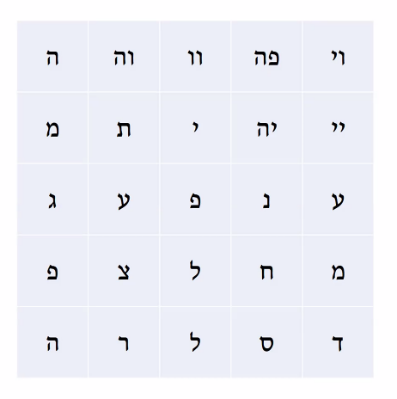 וי פה וו וה ה
יי יה י ת מ
ע נ פ ע ג
מ ח ל צ פ
ד ס ל ר ה